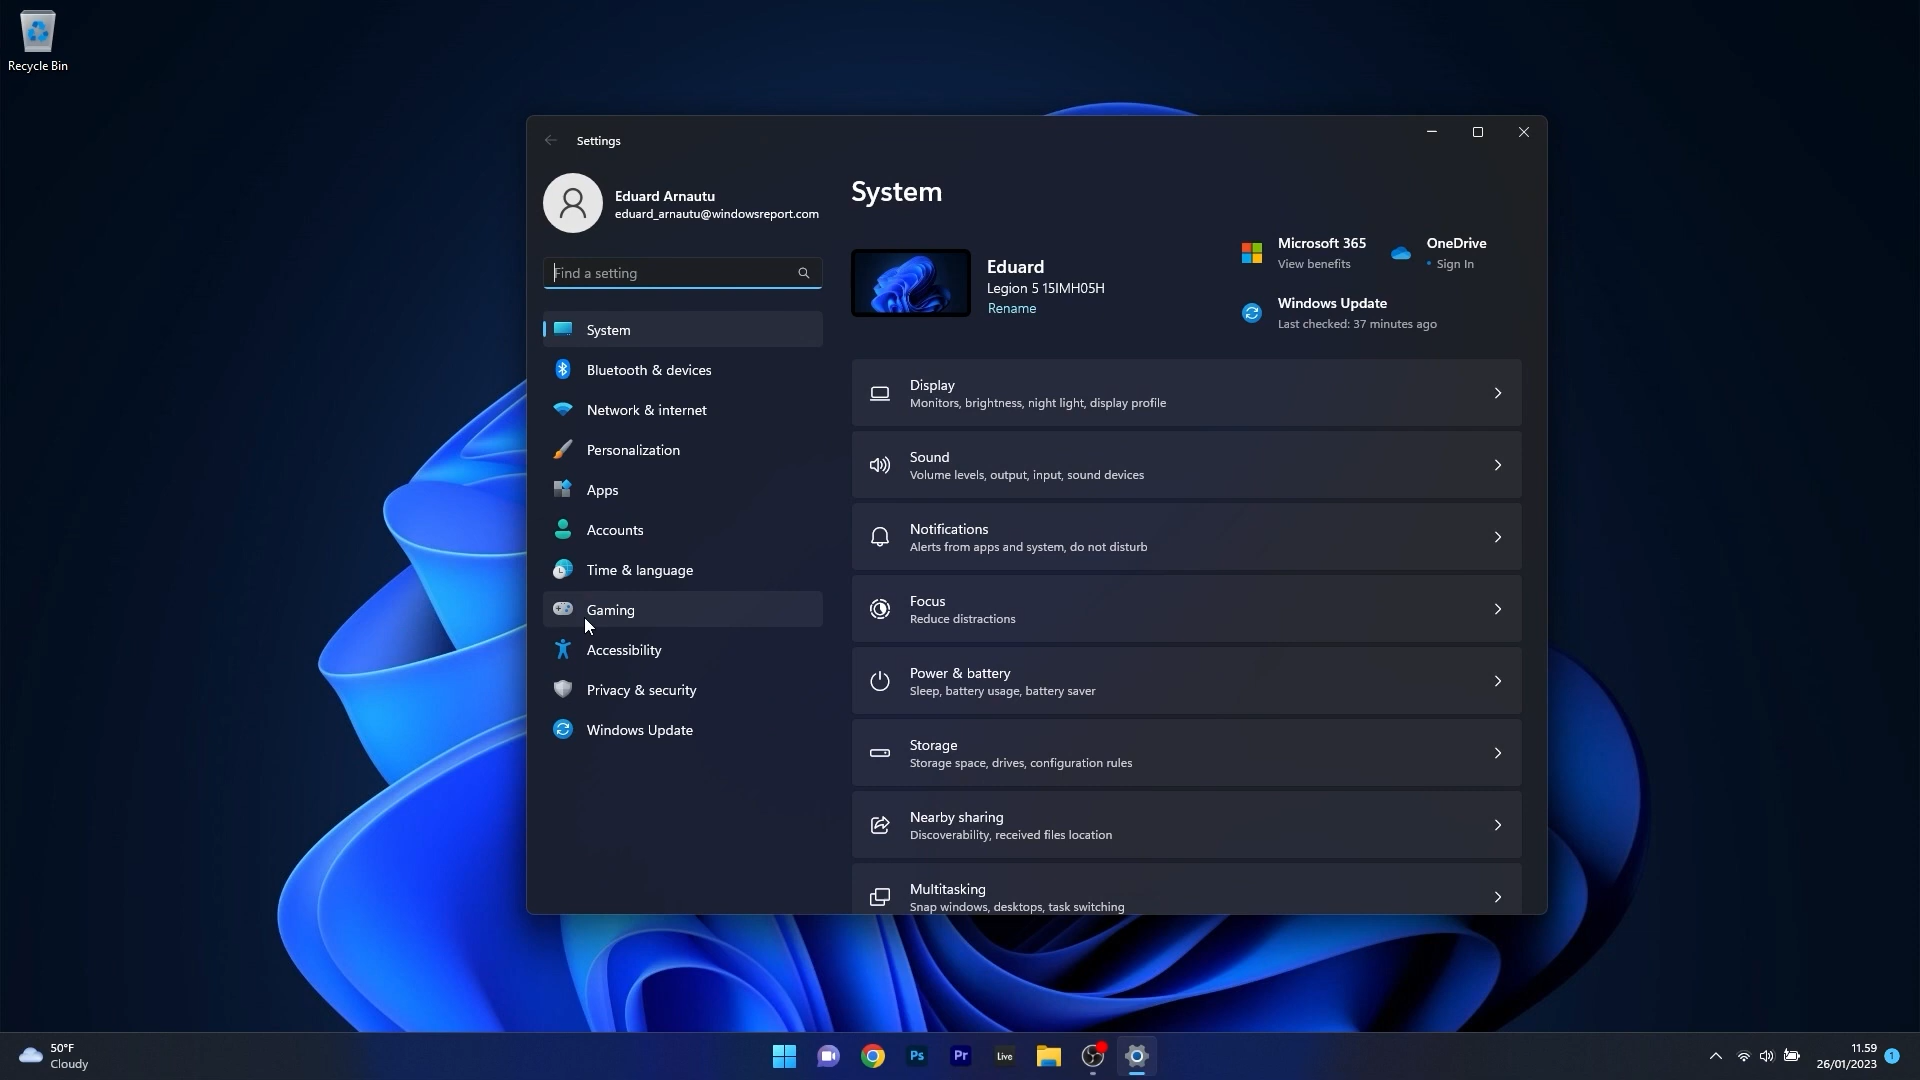 Recycle Bin
Settings
Eduard Arnautu
eduard_arnautu@windowsreport.com
Find a setting
System
Bluetooth & devices
Network & internet
Personalization
Apps
Accounts
Time & language
Gaming
Accessibility
Privacy & security
Windows Update
System
Eduard
Legion 5 15IMH05H
Rename
Microsoft 365
View benefits
OneDrive
• Sign In
Windows Update
Last checked: 37 minutes ago
Display
Monitors, brightness, night light, display profile
Sound
Volume levels, output, input, sound devices
Notifications
Alerts from apps and system, do not disturb
Focus
Reduce distractions
Power & battery
Sleep, battery usage, battery saver
Storage
Storage space, drives, configuration rules
Nearby sharing
Discoverability, received files location
Multitasking
Snap windows, desktops, task switching
50°F
Cloudy
Ps
Pr
Live
11.59
26/01/2023
1